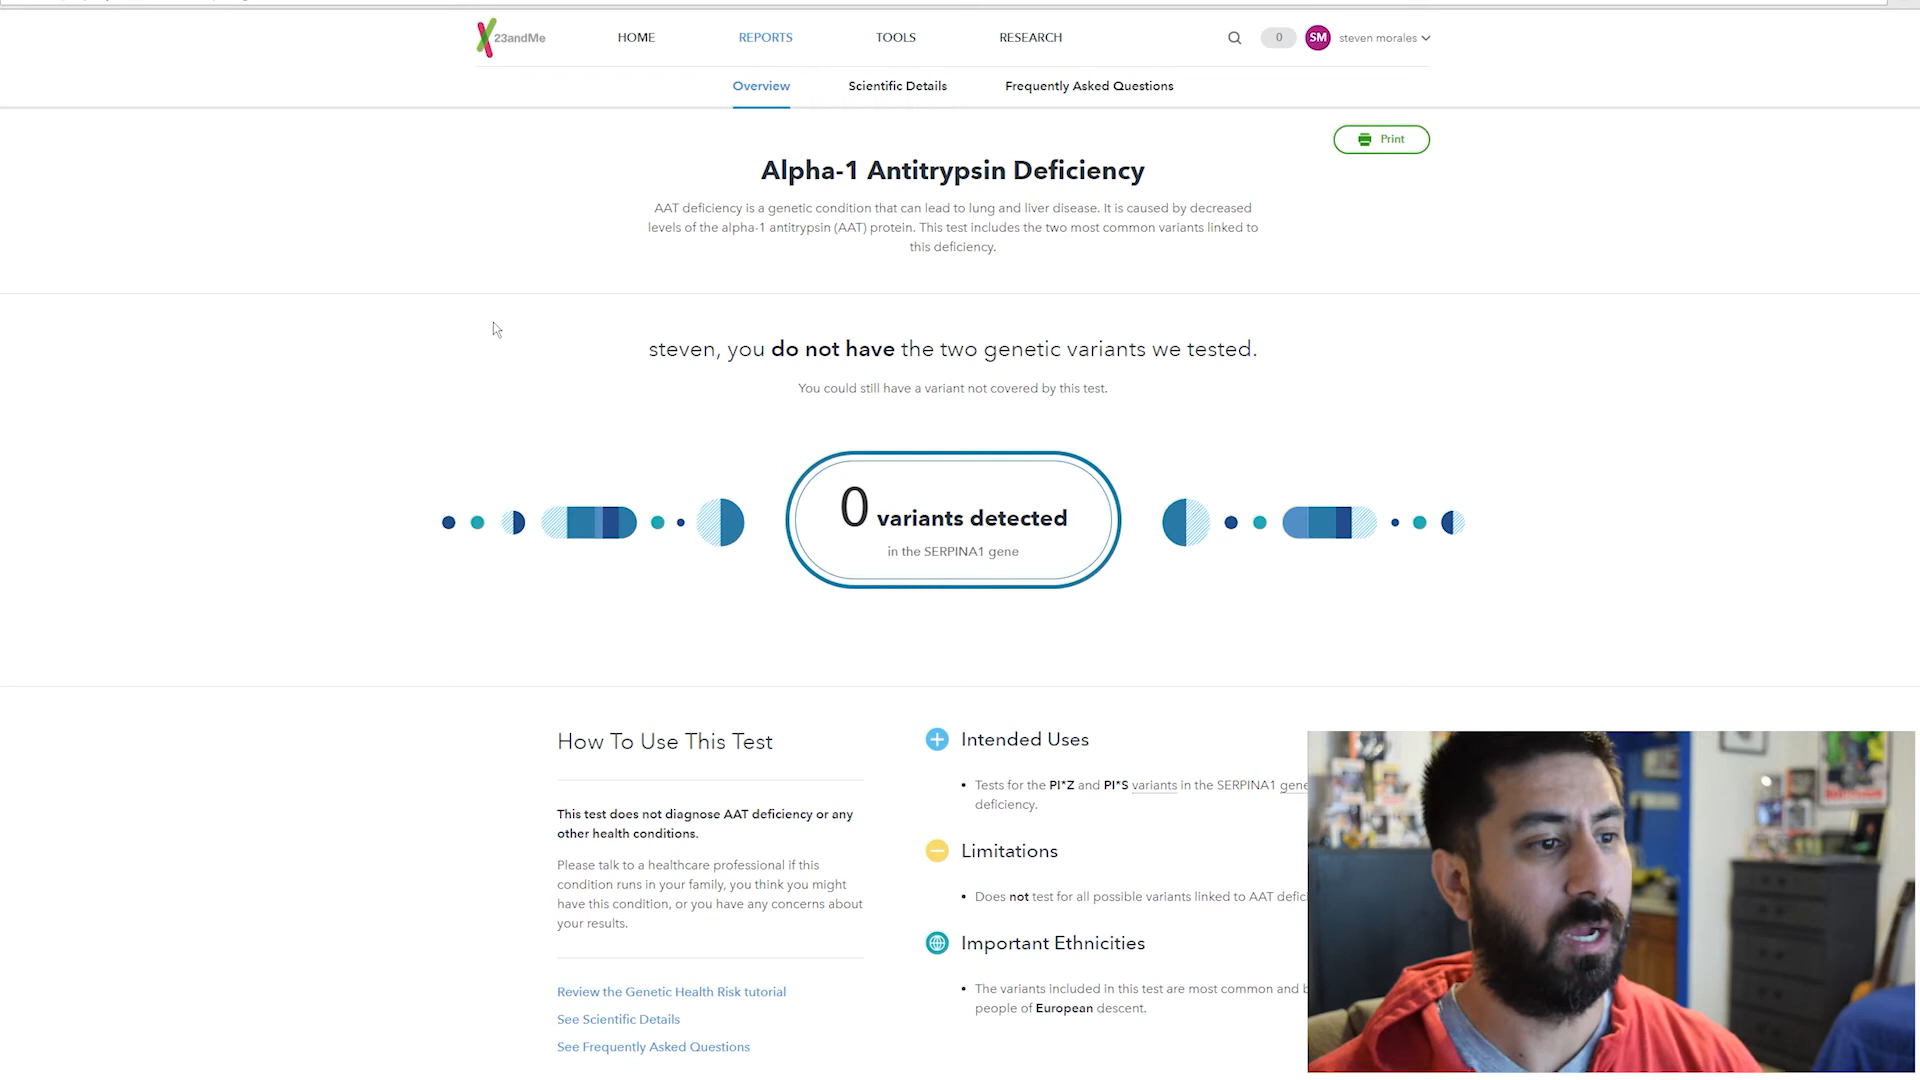 23andMe
HOME
REPORTS
TOOLS
RESEARCH
0
SM
steven morales
Overview
Scientific Details
Frequently Asked Questions
Print
Alpha-1 Antitrypsin Deficiency
AAT deficiency is a genetic condition that can lead to lung and liver disease. It is caused by decreased
levels of the alpha-1 antitrypsin (AAT) protein. This test includes the two most common variants linked to
this deficiency.
steven, you do not have the two genetic variants we tested.
You could still have a variant not covered by this test.
0 variants detected
in the SERPINA1 gene
How To Use This Test
This test does not diagnose AAT deficiency or any
other health conditions.
Please talk to a healthcare professional if this
condition runs in your family, you think you might
have this condition, or you have any concerns about
your results.
Review the Genetic Health Risk tutorial
See Scientific Details
See Frequently Asked Questions
Intended Uses
• Tests for the PI*Z and PI*S variants in the SERPINA1 gene
deficiency.
Limitations
• Does not test for all possible variants linked to AAT defic
Important Ethnicities
• The variants included in this test are most common and
people of European descent.